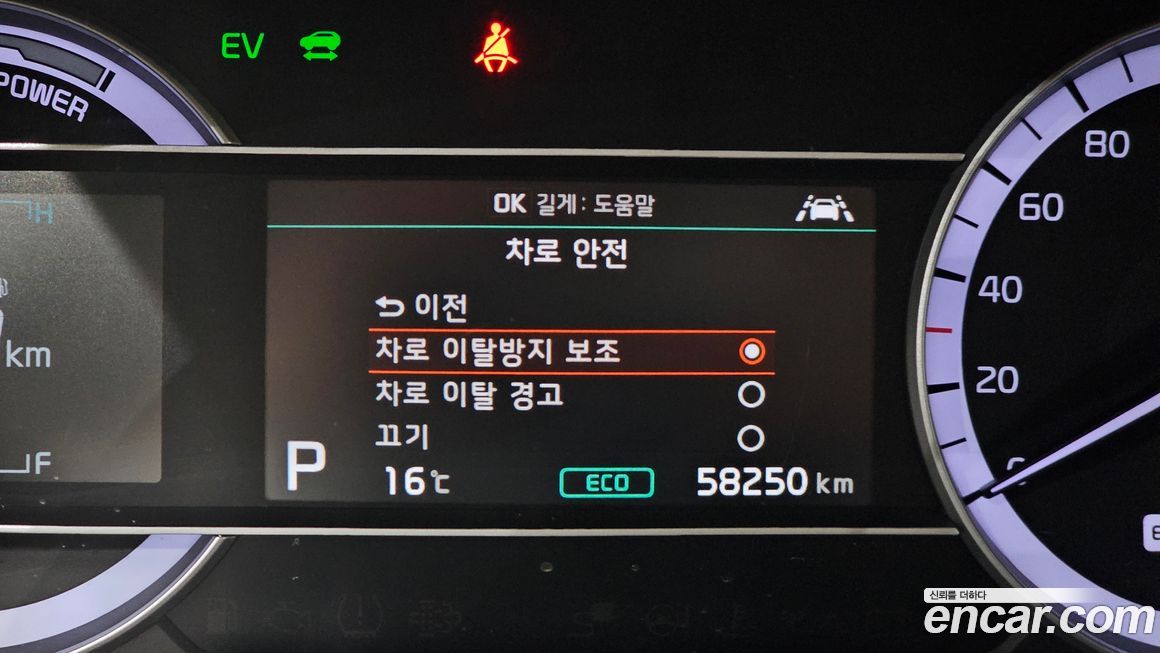 EV
POWER
H
OK 길게 : 도움말
차로 안전
이전
차로 이탈방지 보조
차로 이탈 경고
끄기
P
16℃
ECO
58250 km
km
F
80
60
40
20
0
신뢰를 더하다
encar.com